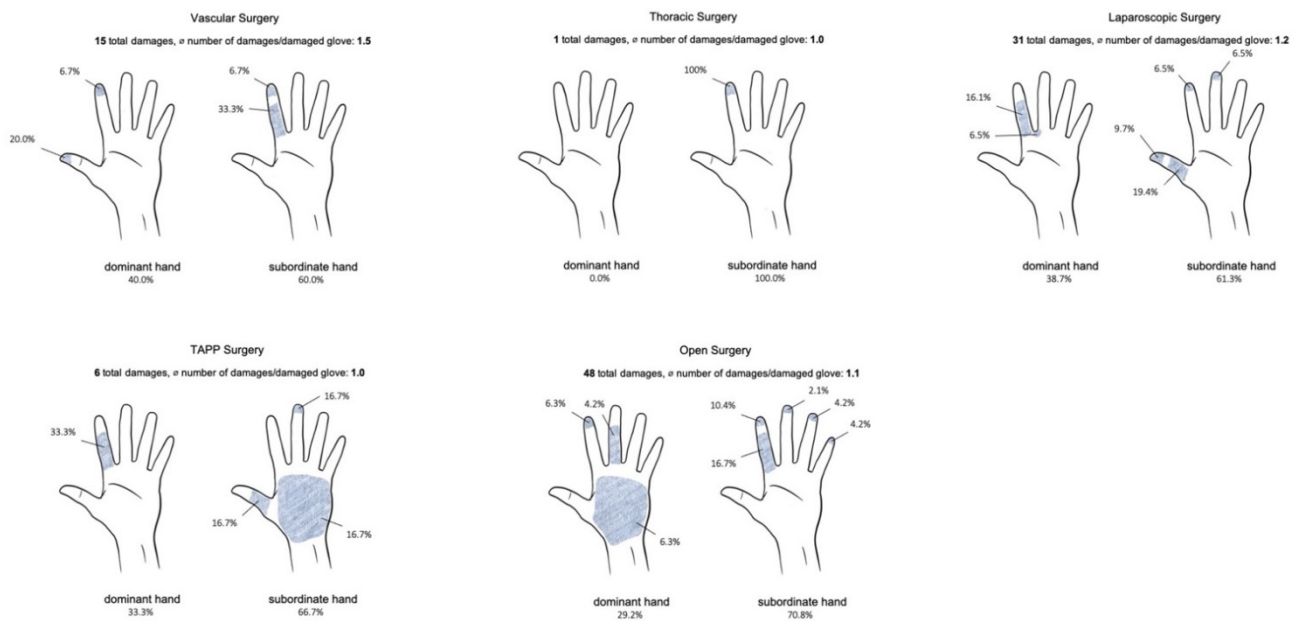 Vascular Surgery
15 total damages, ø number of damages/damaged glove: 1.5
6.7%
6.7%
33.3%
20.0%
dominant hand
40.0%
subordinate hand
60.0%
Thoracic Surgery
1 total damages, ø number of damages/damaged glove: 1.0
100%
dominant hand
0.0%
subordinate hand
100.0%
Laparoscopic Surgery
31 total damages, ø number of damages/damaged glove: 1.2
6.5%
6.5%
16.1%
6.5%
9.7%
19.4%
dominant hand
38.7%
subordinate hand
61.3%
TAPP Surgery
6 total damages, ø number of damages/damaged glove: 1.0
16.7%
33.3%
16.7%
16.7%
dominant hand
33.3%
subordinate hand
66.7%
Open Surgery
48 total damages, ø number of damages/damaged glove: 1.1
6.3%
4.2%
6.3%
2.1%
10.4%
4.2%
4.2%
16.7%
dominant hand
29.2%
subordinate hand
70.8%